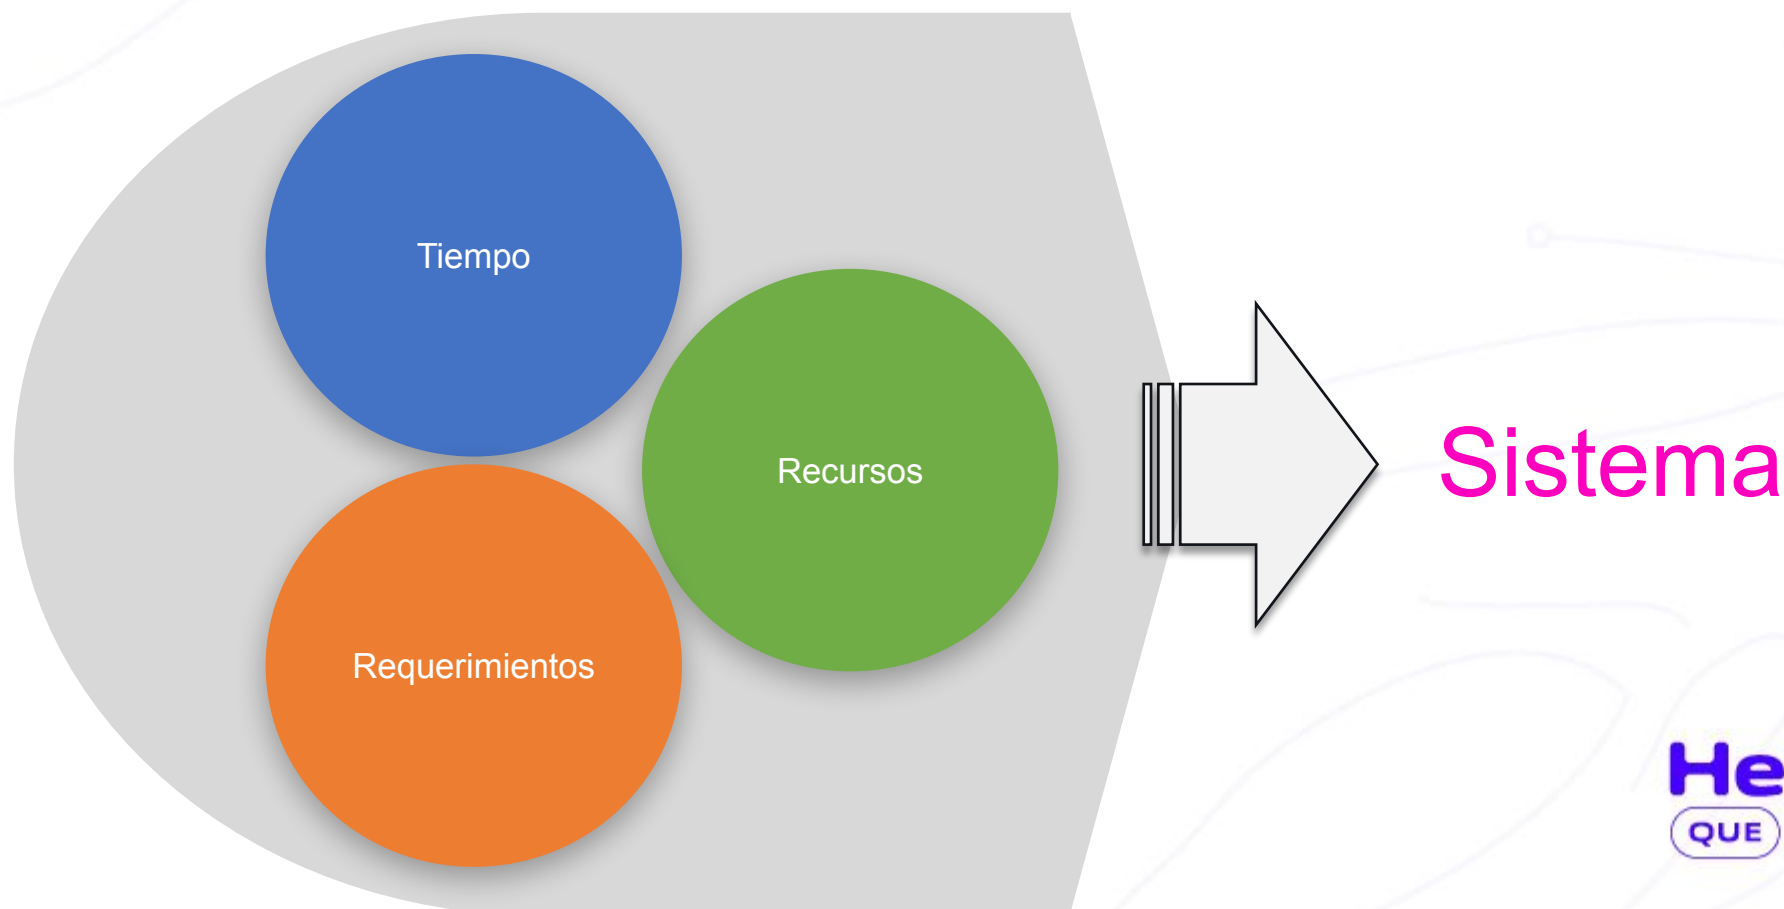 Tiempo
Recursos
Sistema
Requerimientos
He
QUE